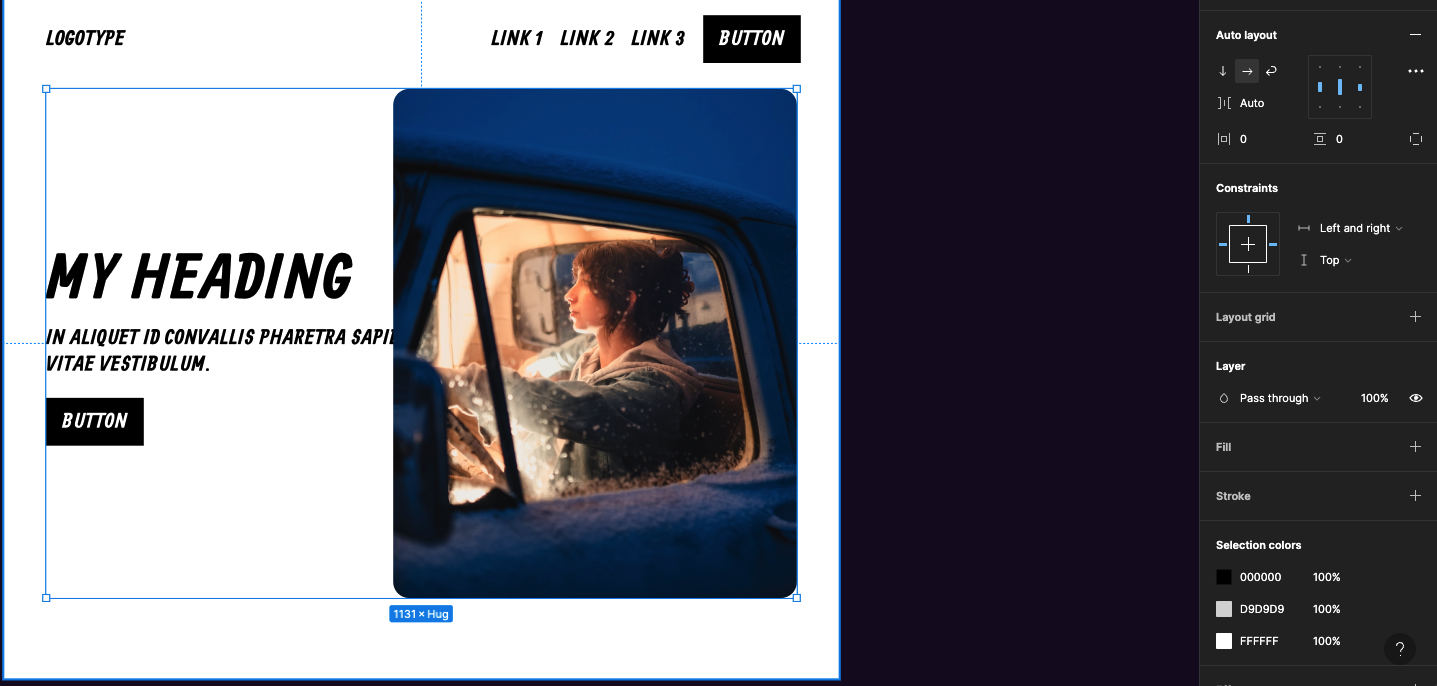 LOGOTYPE
LINK 1 LINK 2 LINK 3 BUTTON
MY HEADING
IN ALIQUET ID CONVALLIS PHARETRA
VITAE VESTIBULUM.
BUTTON
1131 × Hug
Auto layout
Auto
0 0
Constraints
Left and right
Top
Layout grid
Layer
Pass through 100%
Fill
Stroke
Selection colors
000000 100%
D9D9D9 100%
FFFFFF 100%
?